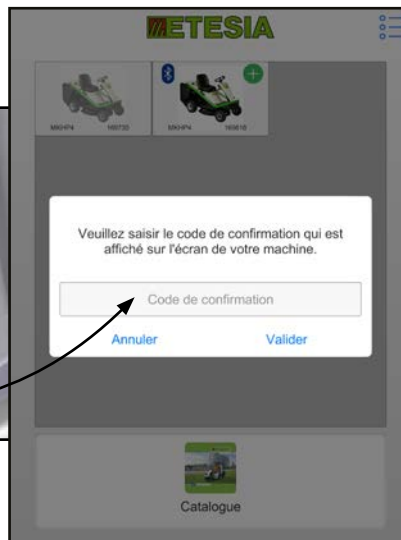 ETESIA
MKHP4
MKHP4
Veuillez saisir le code de confirmation qui est
affiché sur l'écran de votre machine.
Code de confirmation
Annuler
Valider
Catalogue